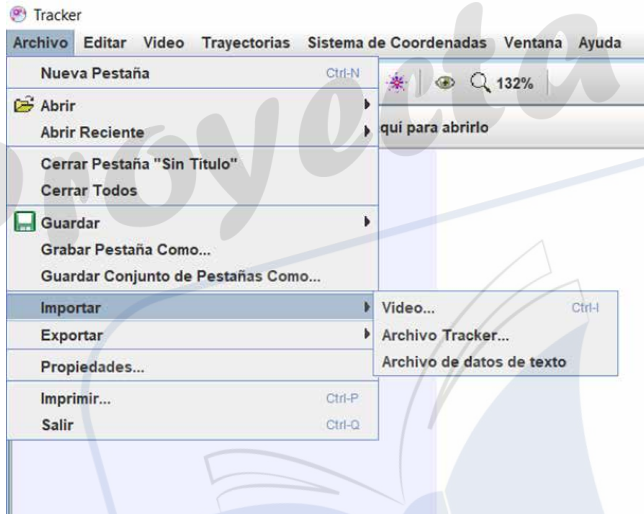 Tracker
Archivo Editar Video Trayectorias Sistema de Coordenadas Ventana Ayuda
Nueva Pestaña Ctrl-N
132%
Abrir
Abrir Reciente
quí para abrirlo
Cerrar Pestaña "Sin Título"
Cerrar Todos
Guardar
Grabar Pestaña Como...
Guardar Conjunto de Pestañas Como...
Importar
Video... Ctrl-I
Exportar
Archivo Tracker...
Archivo de datos de texto
Propiedades...
Imprimir... Ctrl-P
Salir Ctrl-Q
Proyecta